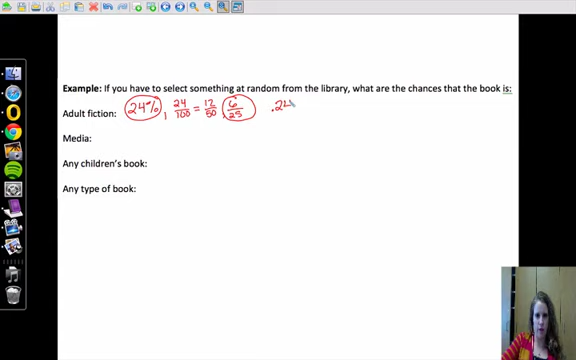 Example: If you have to select something at random from the library, what are the chances that the book is:
Adult fiction: 24% , 24/100 = 12/50 , 6/25 .24
Media:
Any children's book:
Any type of book: